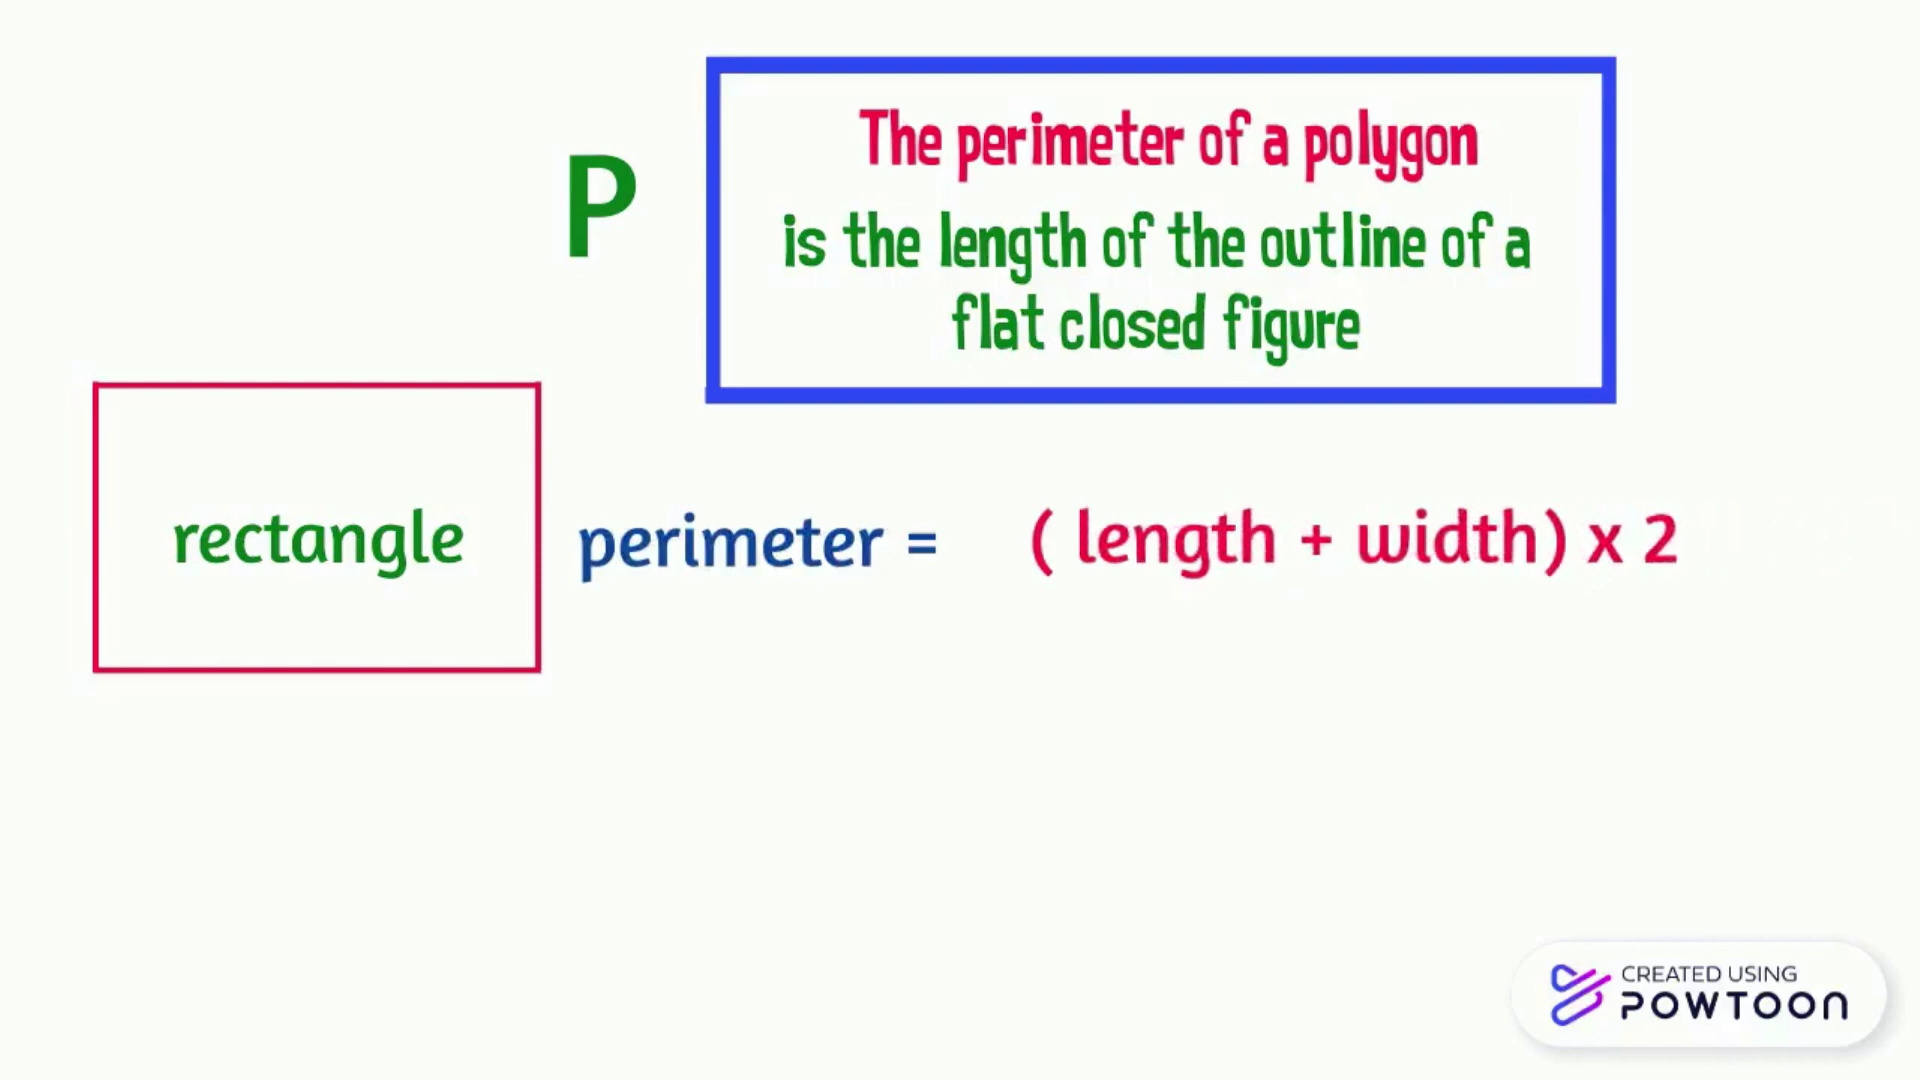 P
The perimeter of a polygon
is the length of the outline of a
flat closed figure
rectangle
perimeter =
( length + width) x 2
CREATED USING
POWTOON